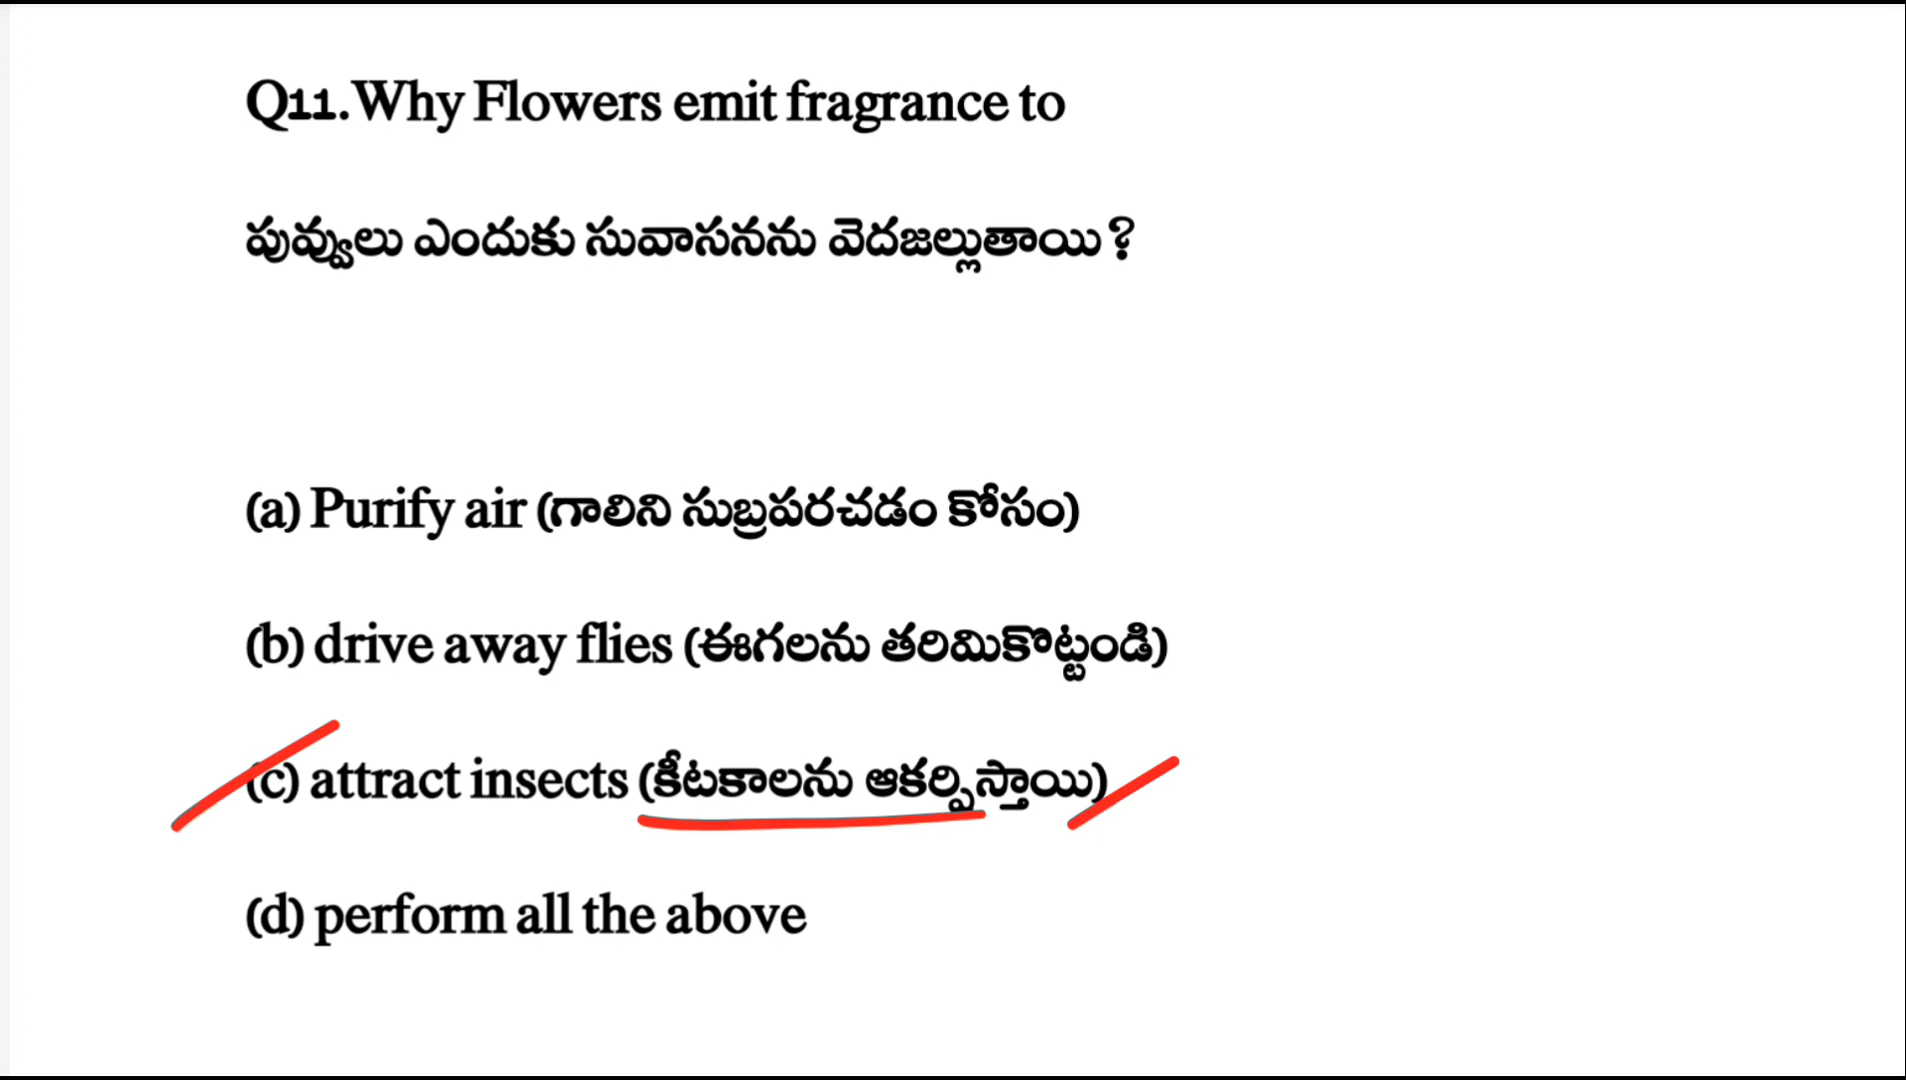 Q11.Why Flowers emit fragrance to
పువ్వులు ఎందుకు సువాసనను వెదజల్లుతాయి?
(a) Purify air (గాలిని సుబ్రపరచడం కోసం)
(b) drive away flies (ఈగలను తరిమికొట్టండి)
(c) attract insects (కీటకాలను ఆకర్షిస్తాయి)
(d) perform all the above